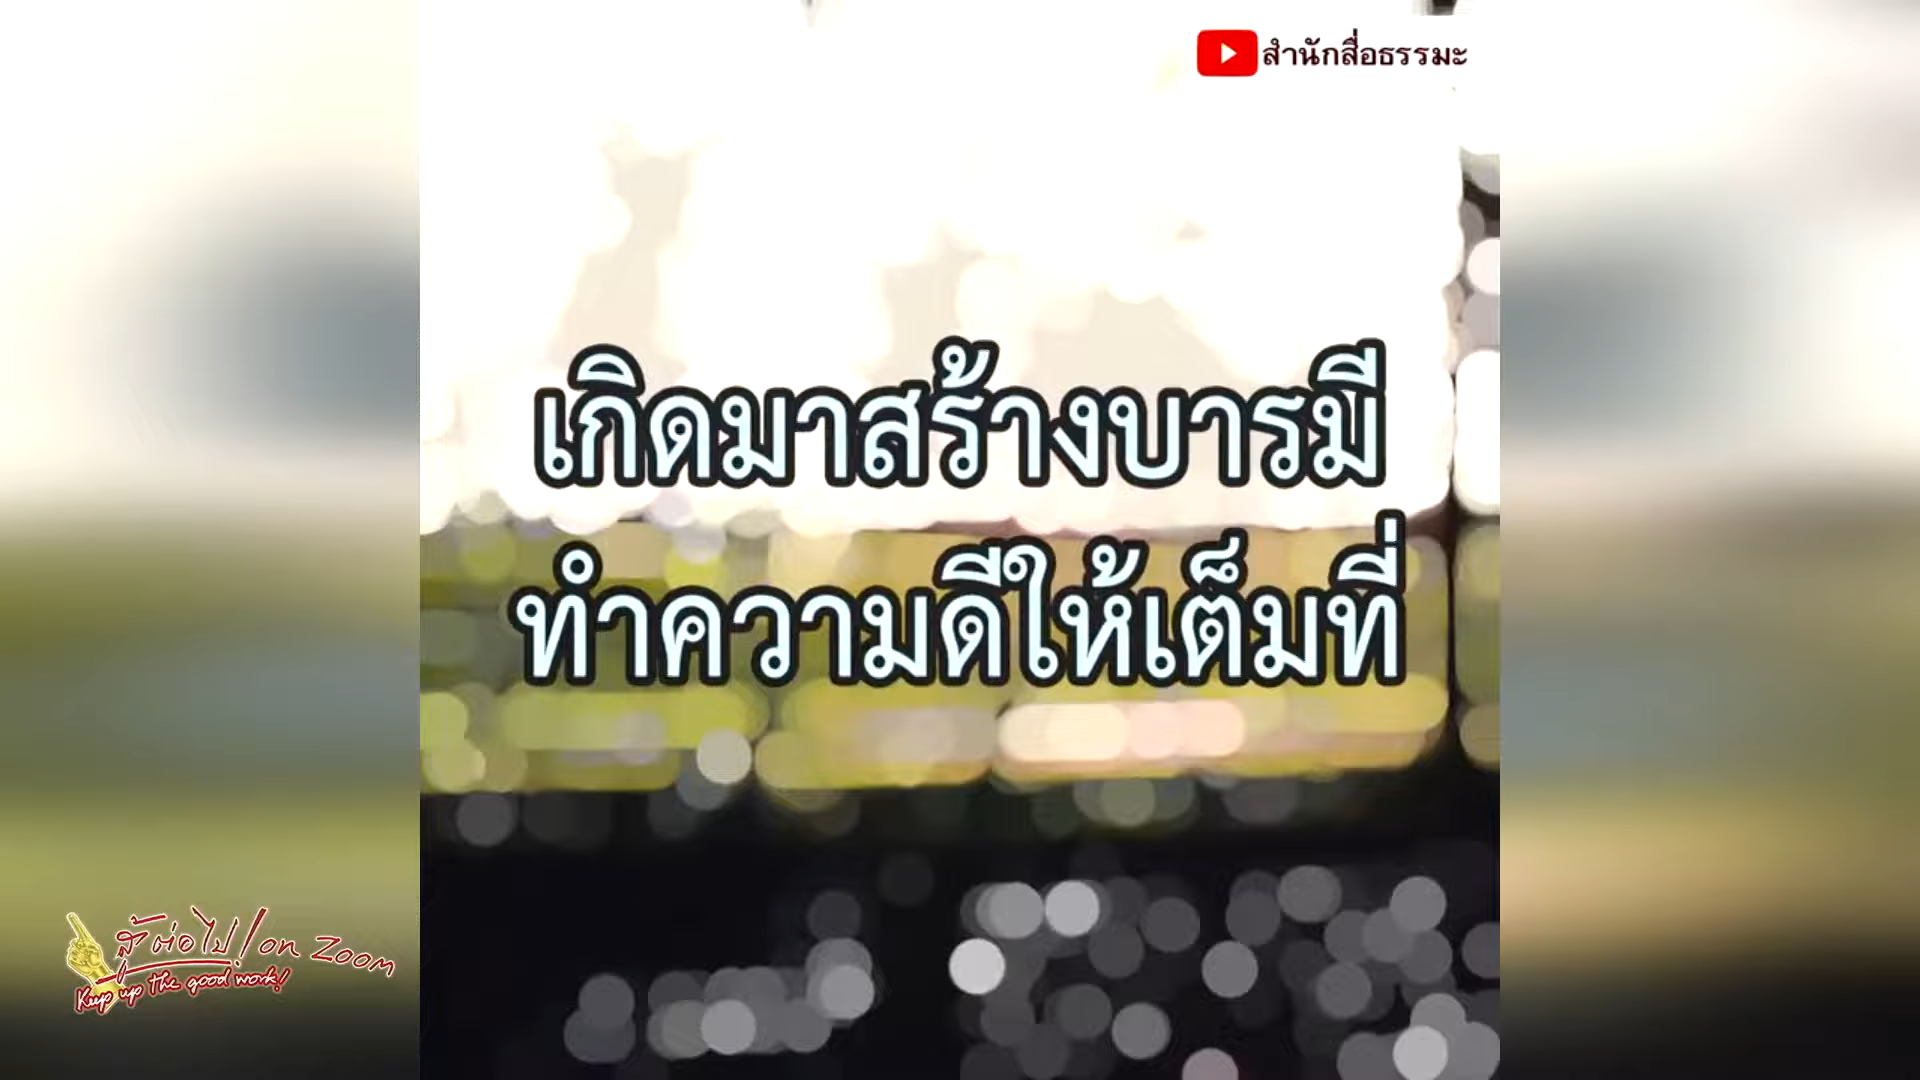 สำนักสื่อธรรมะ
เกิดมาสร้างบารมี
ทำความดีให้เต็มที่
สู้ต่อไป! on Zoom
Keep up the good work!